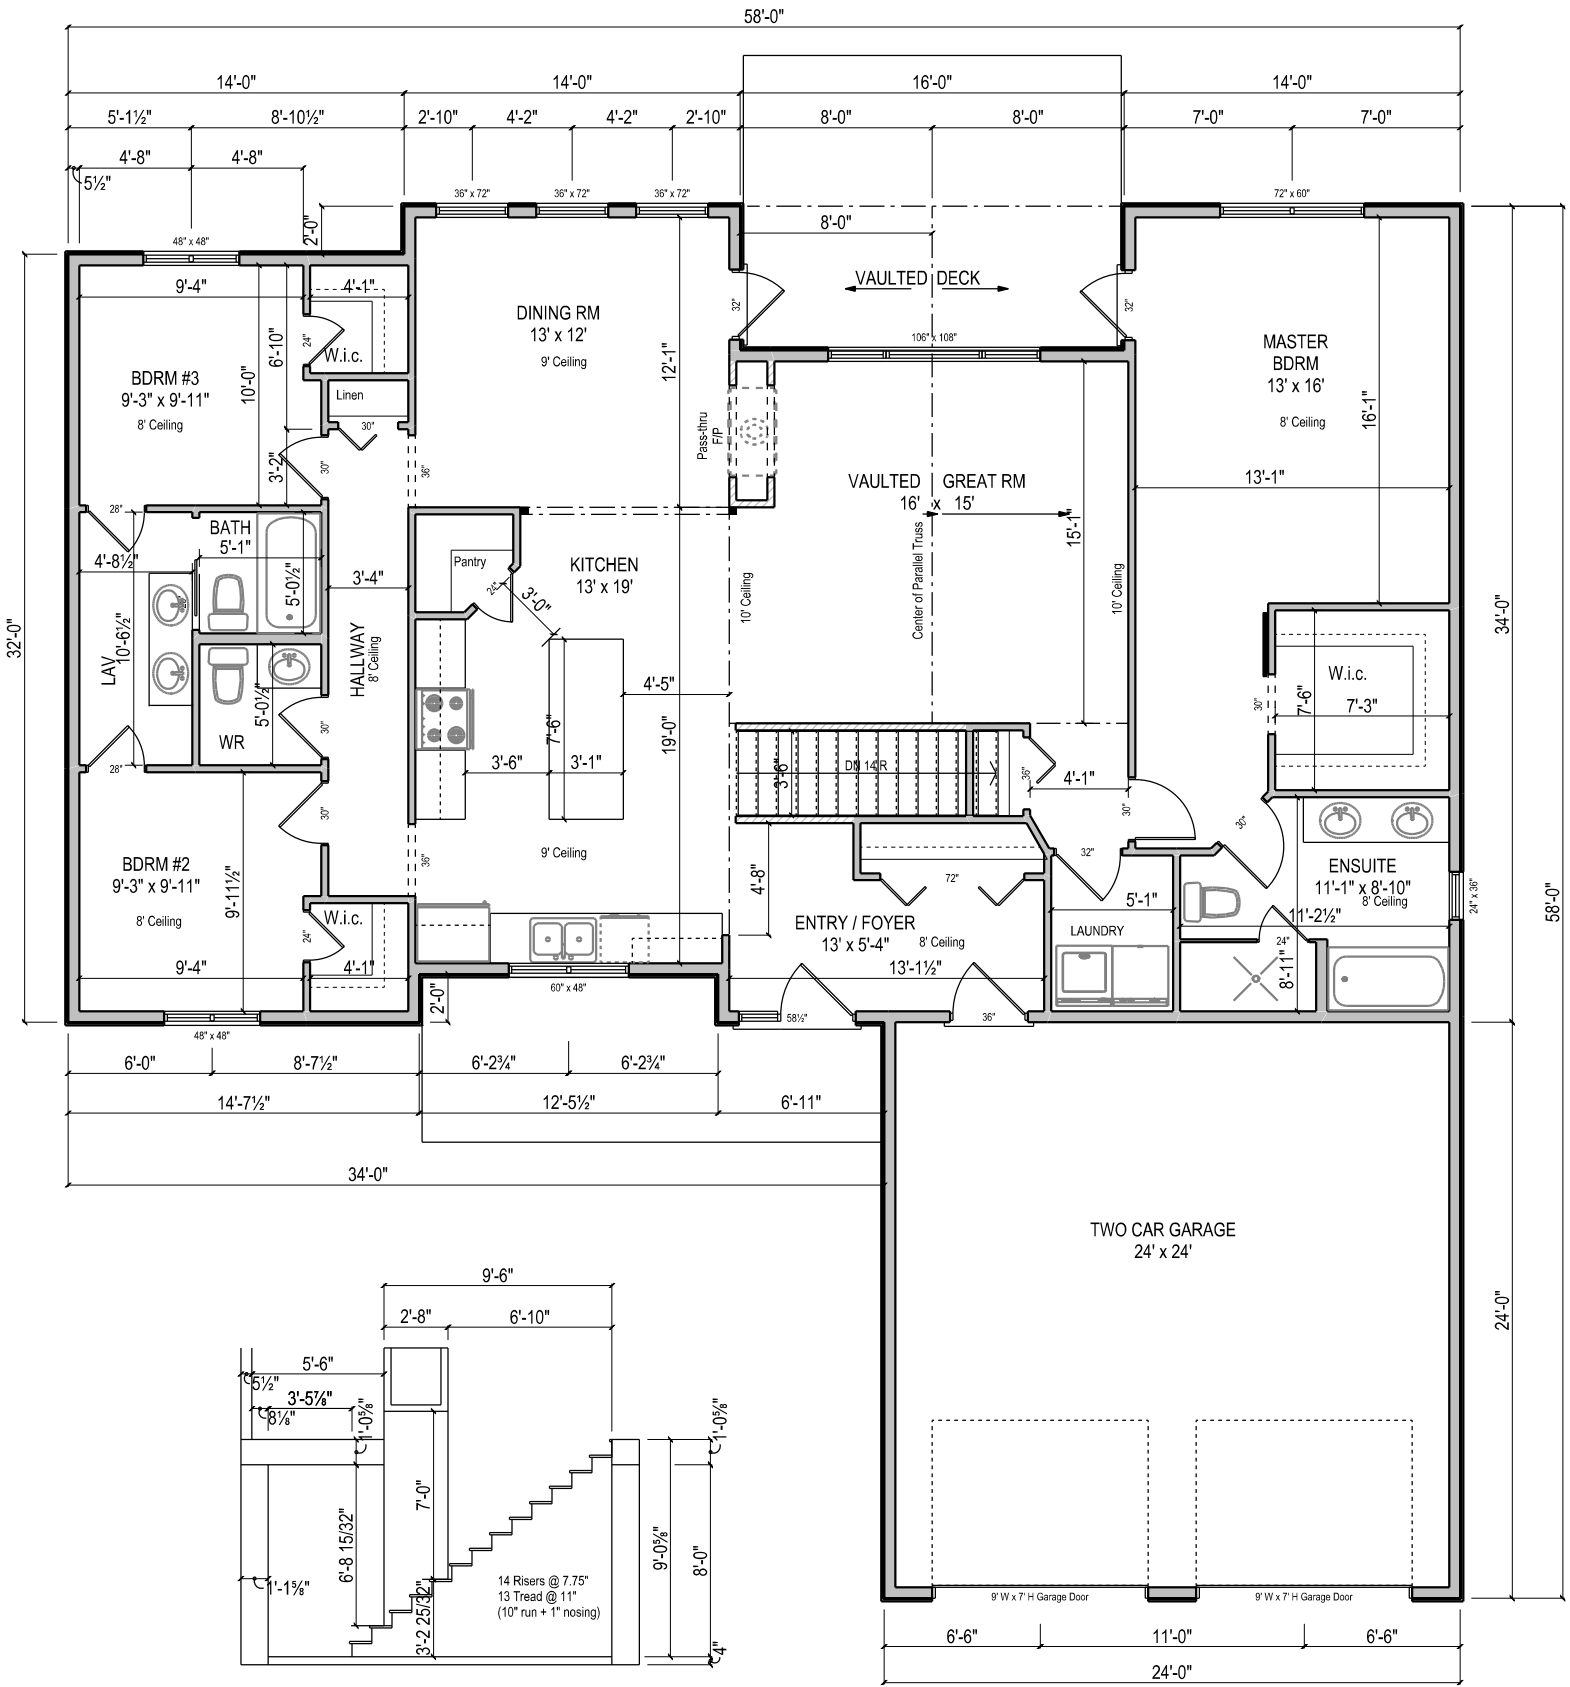 58'-0"
14'-0" 14'-0" 16'-0" 14'-0"
5'-1½" 8'-10½" 2'-10" 4'-2" 4'-2" 2'-10" 8'-0" 8'-0" 7'-0" 7'-0"
4'-8" 4'-8"
5½"
36" x 72" 36" x 72" 36" x 72" 72" x 60"
2'-0" 8'-0"
48" x 48"
9'-4" 4'-1"
VAULTED DECK
32" 32"
DINING RM
13' x 12'
9' Ceiling
106" x 108"
24"
W.i.c.
6'-10"
12'-1"
MASTER
BDRM
13' x 16'
8' Ceiling
BDRM #3
9'-3" x 9'-11"
8' Ceiling
10'-0"
Linen
30"
Pass-thru
F/P
16'-1"
3'-2"
30"
36"
VAULTED GREAT RM
16' x 15'
13'-1"
28"
BATH
5'-1"
4'-8½"
15'-1"
Center of Parallel Truss
Pantry
24"
KITCHEN
13' x 19'
3'-0"
3'-4"
5'-0½"
10' Ceiling
10' Ceiling
32'-0"
34'-0"
LAV
10'-6½"
HALLWAY
8' Ceiling
W.i.c.
5'-0½"
4'-5"
7'-6"
30"
7'-3"
WR
30"
7'-6"
19'-0"
28"
3'-6" 3'-1"
3'-6"
DN 14 R
36"
4'-1"
30"
30"
30"
BDRM #2
9'-3" x 9'-11"
8' Ceiling
9'-11½"
9' Ceiling
36"
4'-8"
32"
72"
ENSUITE
11'-1" x 8'-10"
8' Ceiling
24" x 36"
5'-1"
11'-2½"
W.i.c.
24"
ENTRY / FOYER
13' x 5'-4"
8' Ceiling
LAUNDRY
24"
58'-0"
9'-4" 4'-1"
13'-1½"
8'-11"
2'-0"
60" x 48"
58½"
36"
48" x 48"
6'-0" 8'-7½" 6'-2¾" 6'-2¾"
14'-7½" 12'-5½" 6'-11"
34'-0"
TWO CAR GARAGE
24' x 24'
24'-0"
9'-6"
2'-8" 6'-10"
5'-6"
5½"
3'-5⅞"
8⅛"
1'-0⅝"
1'-0⅝"
7'-0"
6'-8 15/32"
9'-0⅝"
8'-0"
1'-1⅝"
3'-2 25/32"
14 Risers @ 7.75"
13 Tread @ 11"
(10" run + 1" nosing)
4"
9' W x 7' H Garage Door 9' W x 7' H Garage Door
6'-6" 11'-0" 6'-6"
24'-0"